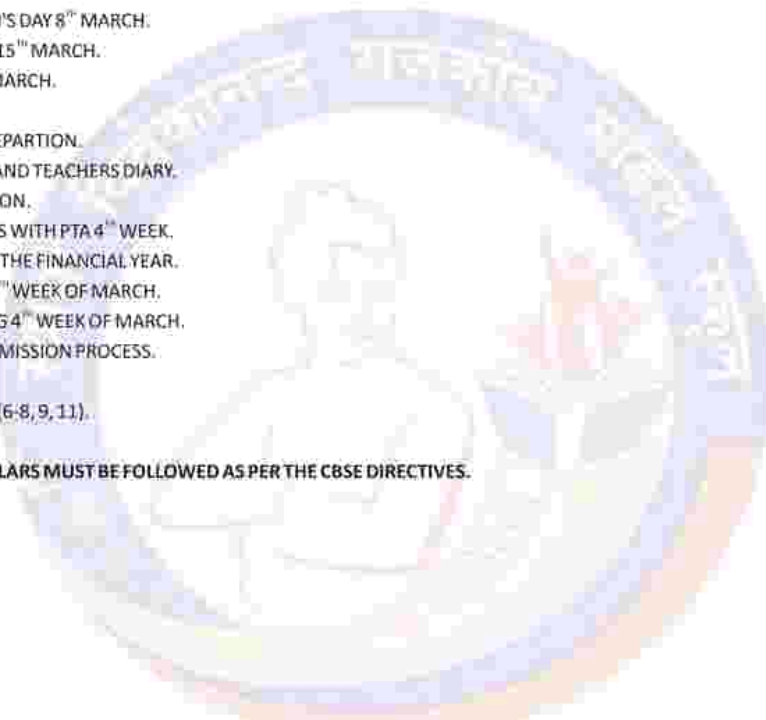 'S DAY 8ᵗʰ MARCH.
15ᵗʰ MARCH.
MARCH.
EPARTION.
AND TEACHERS DIARY.
ON.
S WITH PTA 4ᵗʰ WEEK.
THE FINANCIAL YEAR.
WEEK OF MARCH.
G 4ᵗʰ WEEK OF MARCH.
MISSION PROCESS.
(6-8, 9, 11).
LARS MUST BE FOLLOWED AS PER THE CBSE DIRECTIVES.